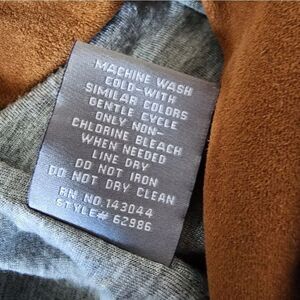 MACHINE WASH
COLD-WITH
SIMILAR COLORS
GENTLE CYCLE
ONLY NON-
CHLORINE BLEACH
WHEN NEEDED
LINE DRY
DO NOT IRON
DO NOT DRY CLEAN
RN NO.143044
STYLE# 62986